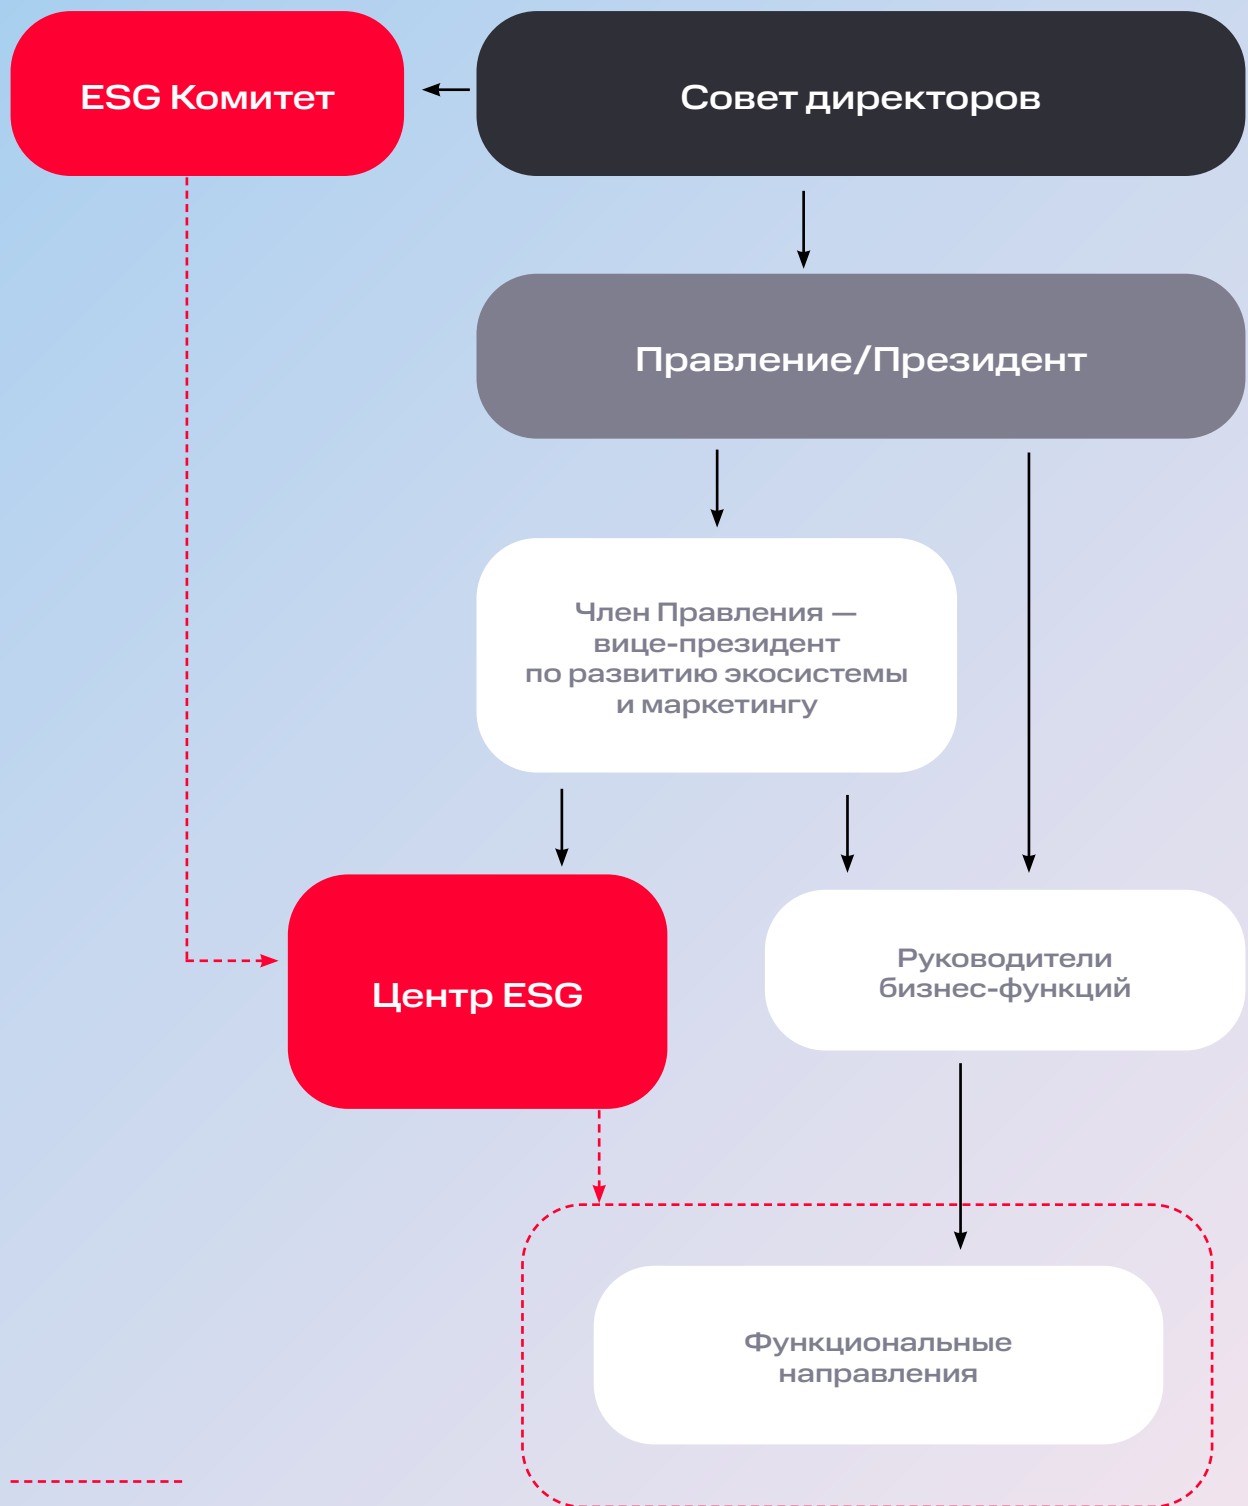 ESG Комитет
Совет директоров
Правление/Президент
Член Правления —
вице-президент
по развитию экосистемы
и маркетингу
Центр ESG
Руководители
бизнес-функций
Функциональные
направления